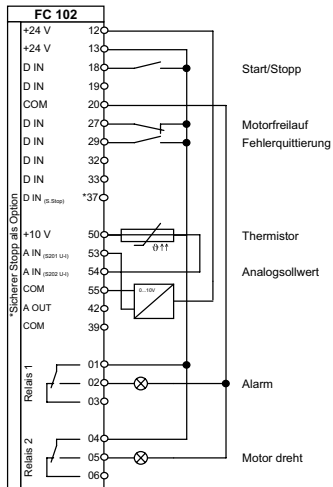 FC 102
+24 V 12
+24 V 13
D IN 18 Start/Stopp
D IN 19
COM 20
D IN 27 Motorfreilauf
D IN 29 Fehlerquittierung
D IN 32
D IN 33
D IN (S.Stop) *37
+10 V 50 Thermistor
ϑ↑↑
A IN (S201 U-I) 53
A IN (S202 U-I) 54 Analogsollwert
COM 55
0...10V
A OUT 42
COM 39
*Sicherer Stopp als Option
Relais 1
01
02 Alarm
03
Relais 2
04
05 Motor dreht
06